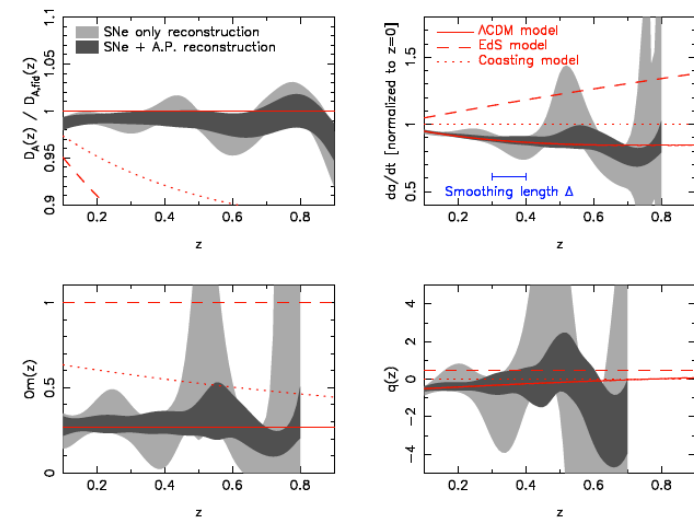 SNe only reconstruction
SNe + A.P. reconstruction
D_A(z) / D_A,fid(z)
1.1
1.05
1
0.95
0.9
0.2
0.4
0.6
0.8
z
ΛCDM model
EdS model
Coasting model
Smoothing length Δ
da/dt [normalized to z=0]
1.5
1
0.5
0.2
0.4
0.6
0.8
z
Om(z)
1
0.5
0
0.2
0.4
0.6
0.8
z
q(z)
4
2
0
−2
−4
0.2
0.4
0.6
0.8
z